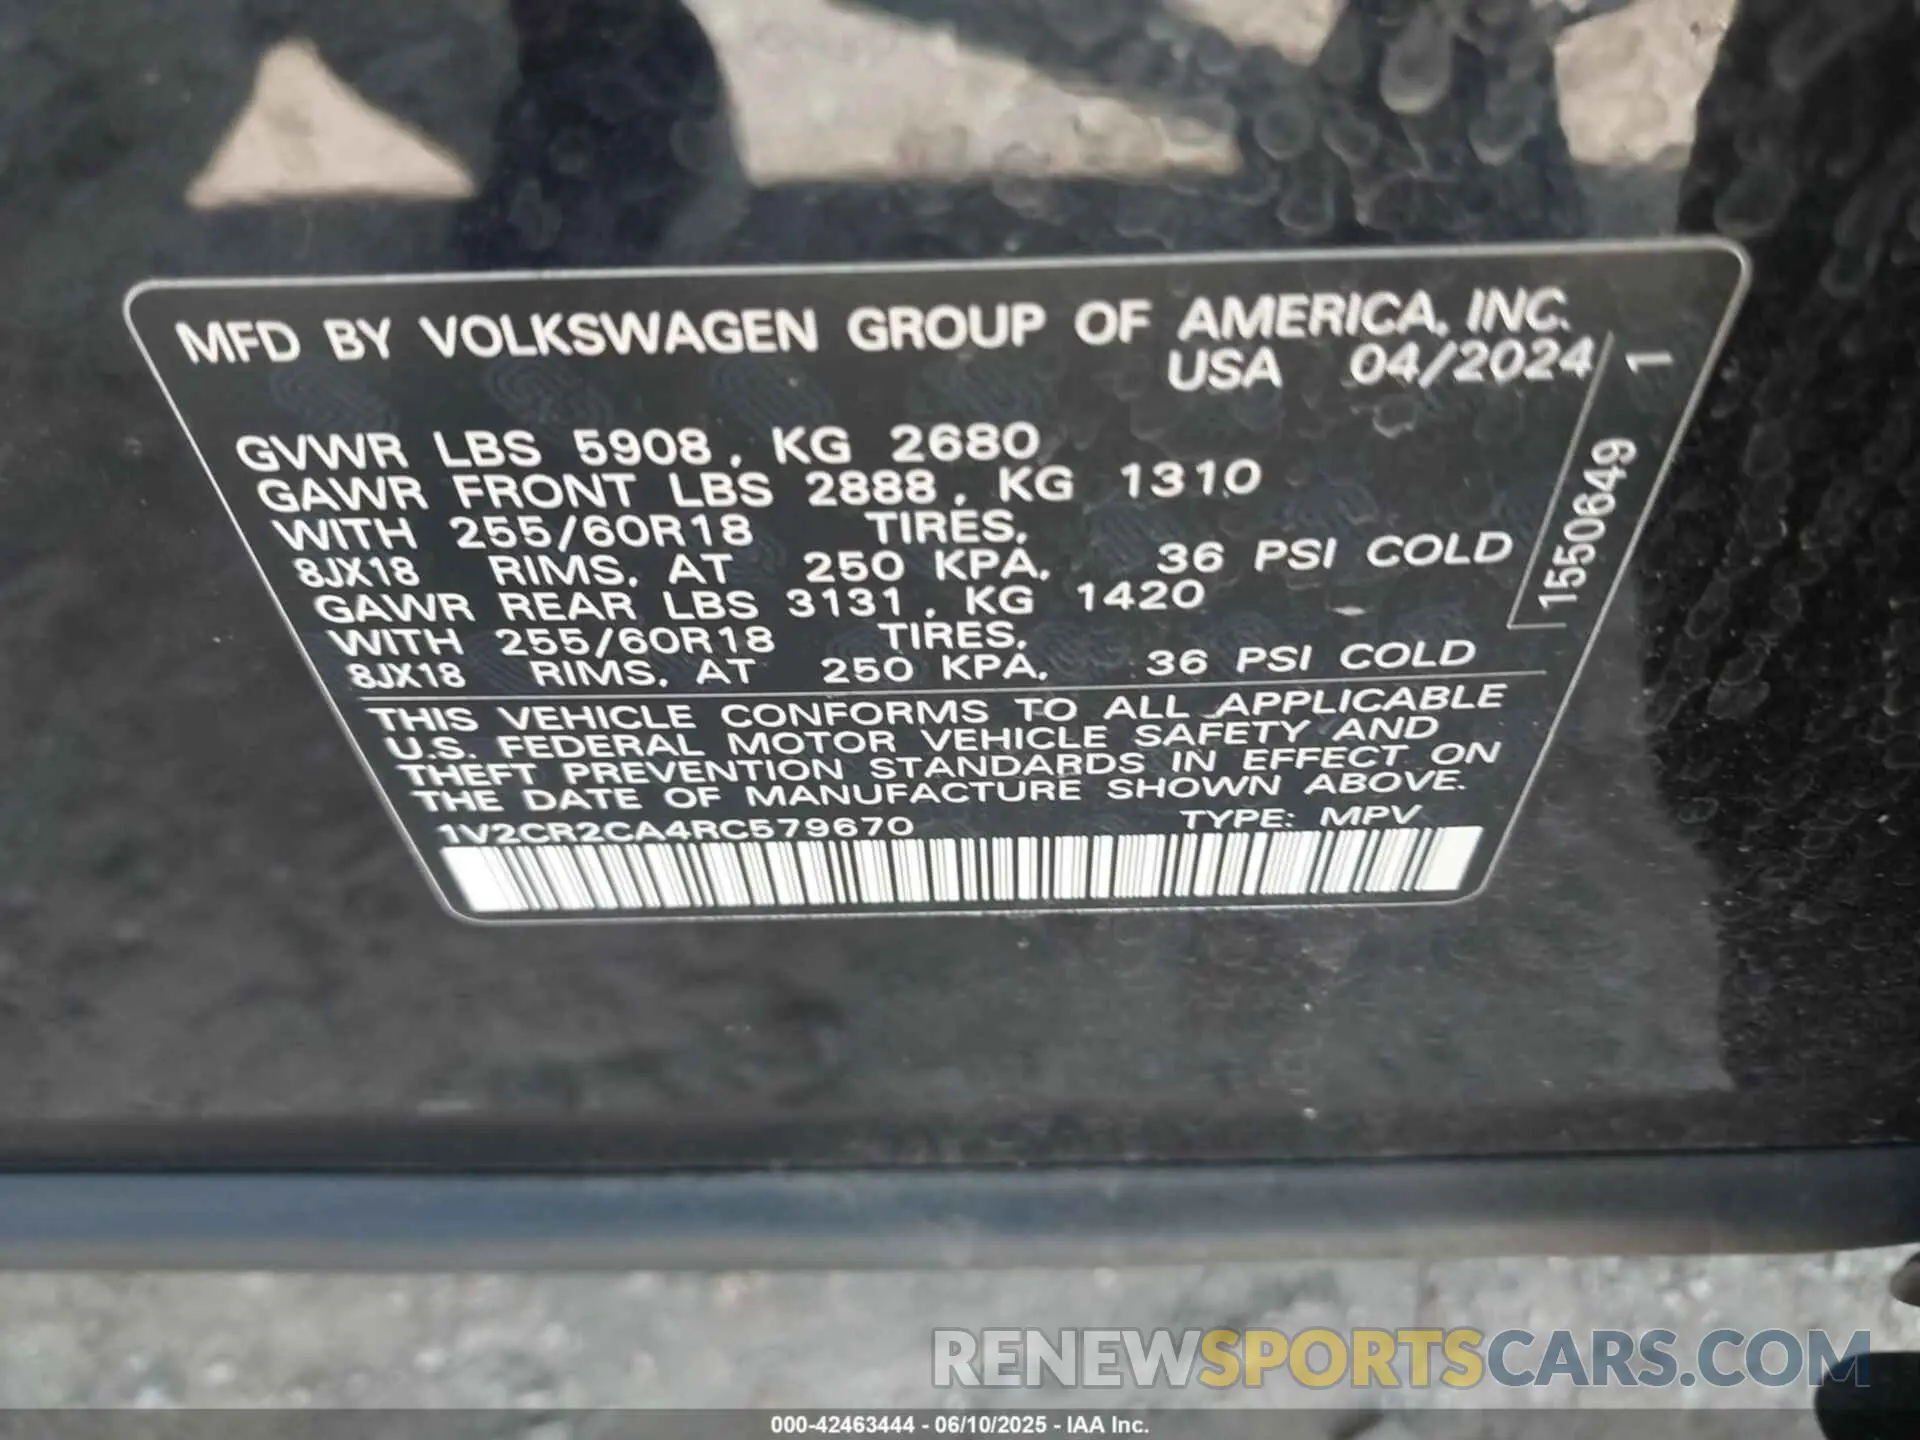 MFD BY VOLKSWAGEN GROUP OF AMERICA, INC.
USA 04/2024
GVWR LBS 5908, KG 2680
GAWR FRONT LBS 2888, KG 1310
WITH 255/60R18 TIRES,
8JX18 RIMS, AT 250 KPA, 36 PSI COLD
GAWR REAR LBS 3131, KG 1420
WITH 255/60R18 TIRES,
8JX18 RIMS, AT 250 KPA, 36 PSI COLD
1550649 1
THIS VEHICLE CONFORMS TO ALL APPLICABLE
U.S. FEDERAL MOTOR VEHICLE SAFETY AND
THEFT PREVENTION STANDARDS IN EFFECT ON
THE DATE OF MANUFACTURE SHOWN ABOVE.
1V2CR2CA4RC579670 TYPE: MPV
RENEWSPORTSCARS.COM
000-42463444 - 06/10/2025 - IAA Inc.